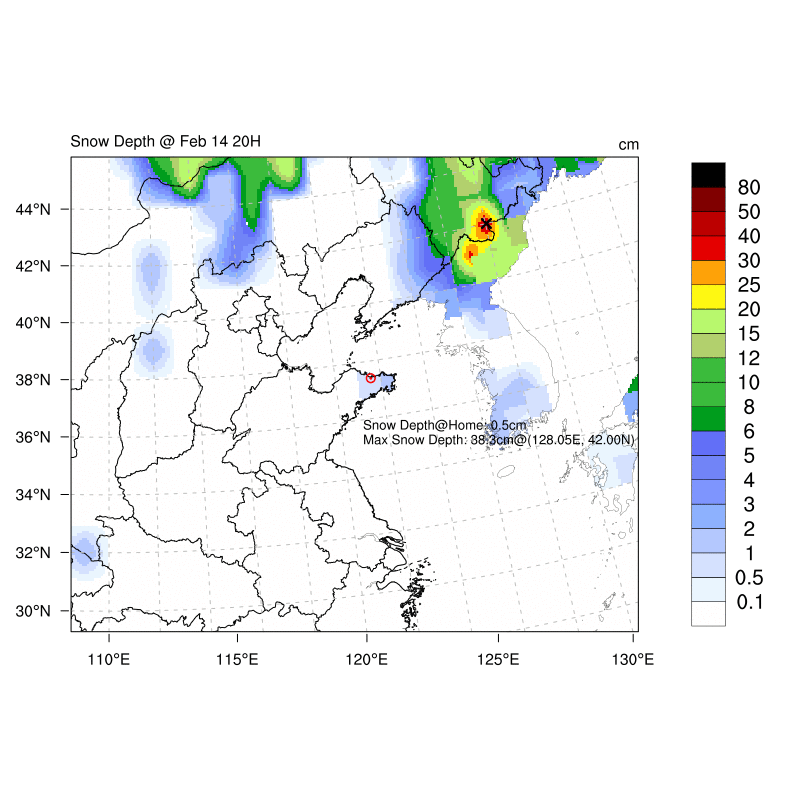 Snow Depth @ Feb 14 20H
cm
44°N
42°N
40°N
38°N
36°N
34°N
32°N
30°N
110°E
115°E
120°E
125°E
130°E
Snow Depth@Home: 0.5cm
Max Snow Depth: 38.3cm@(128.05E, 42.00N)
80
50
40
30
25
20
15
12
10
8
6
5
4
3
2
1
0.5
0.1